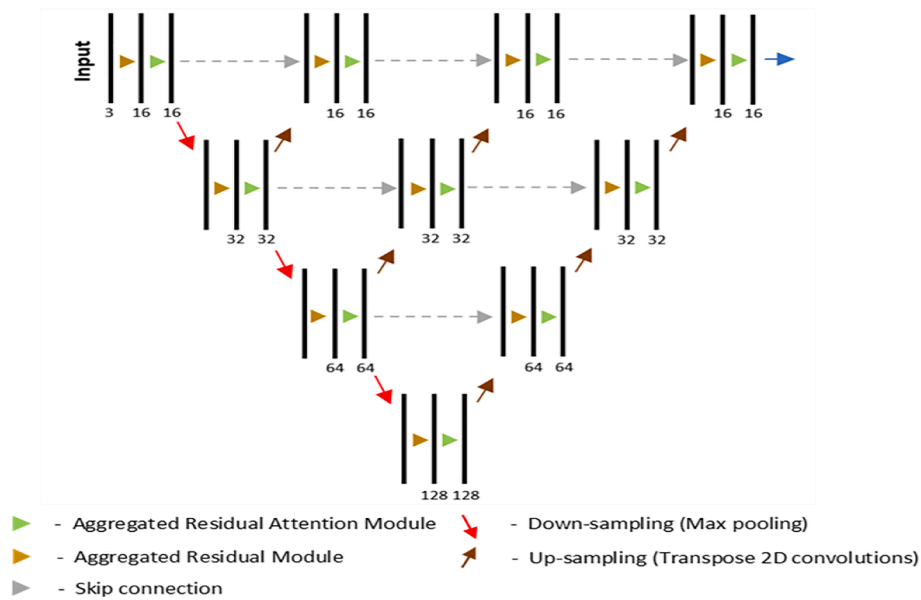 Input
3 16 16 16 16 16 16 16 16
32 32 32 32 32 32
64 64 64 64
128 128
- Aggregated Residual Attention Module - Down-sampling (Max pooling)
- Aggregated Residual Module - Up-sampling (Transpose 2D convolutions)
- Skip connection